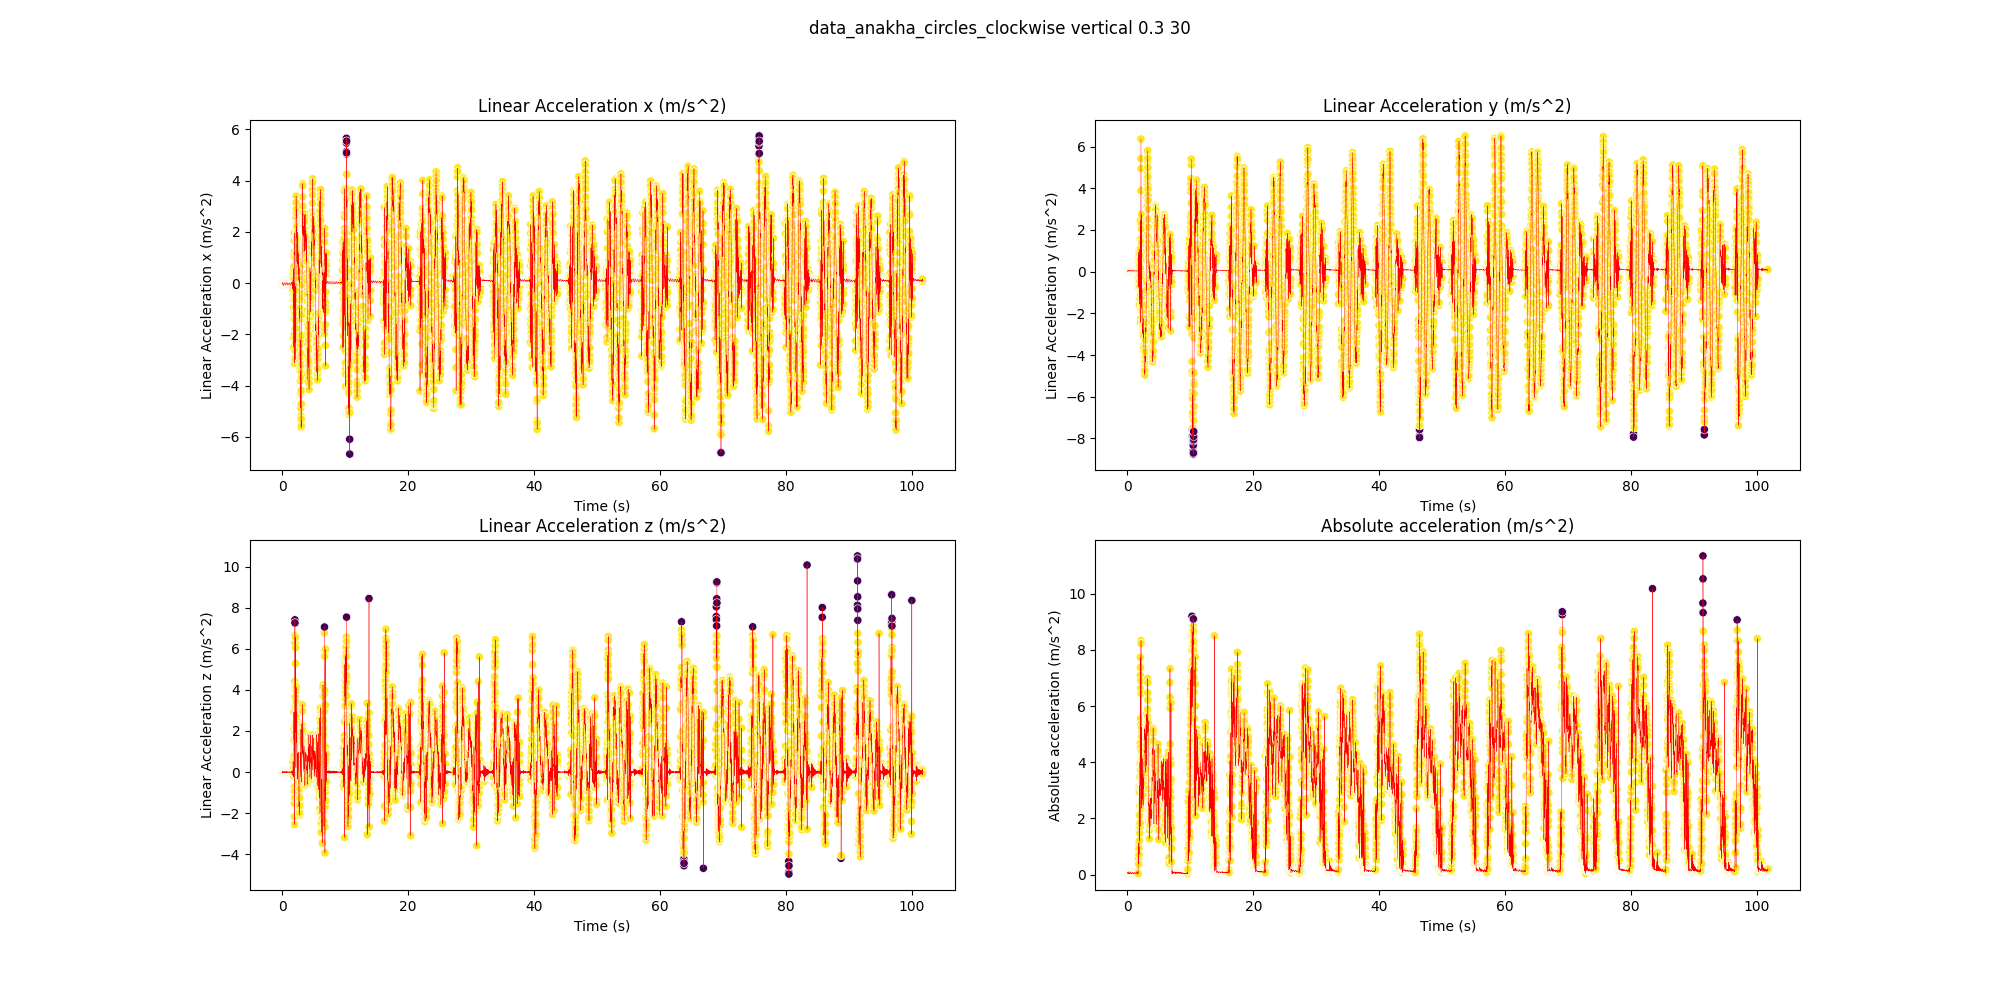 data_anakha_circles_clockwise vertical 0.3 30
Linear Acceleration x (m/s^2)
Linear Acceleration x (m/s^2)
6
4
2
0
−2
−4
−6
0 20 40 60 80 100
Time (s)
Linear Acceleration y (m/s^2)
Linear Acceleration y (m/s^2)
6
4
2
0
−2
−4
−6
−8
0 20 40 60 80 100
Time (s)
Linear Acceleration z (m/s^2)
Linear Acceleration z (m/s^2)
10
8
6
4
2
0
−2
−4
0 20 40 60 80 100
Time (s)
Absolute acceleration (m/s^2)
Absolute acceleration (m/s^2)
10
8
6
4
2
0
0 20 40 60 80 100
Time (s)